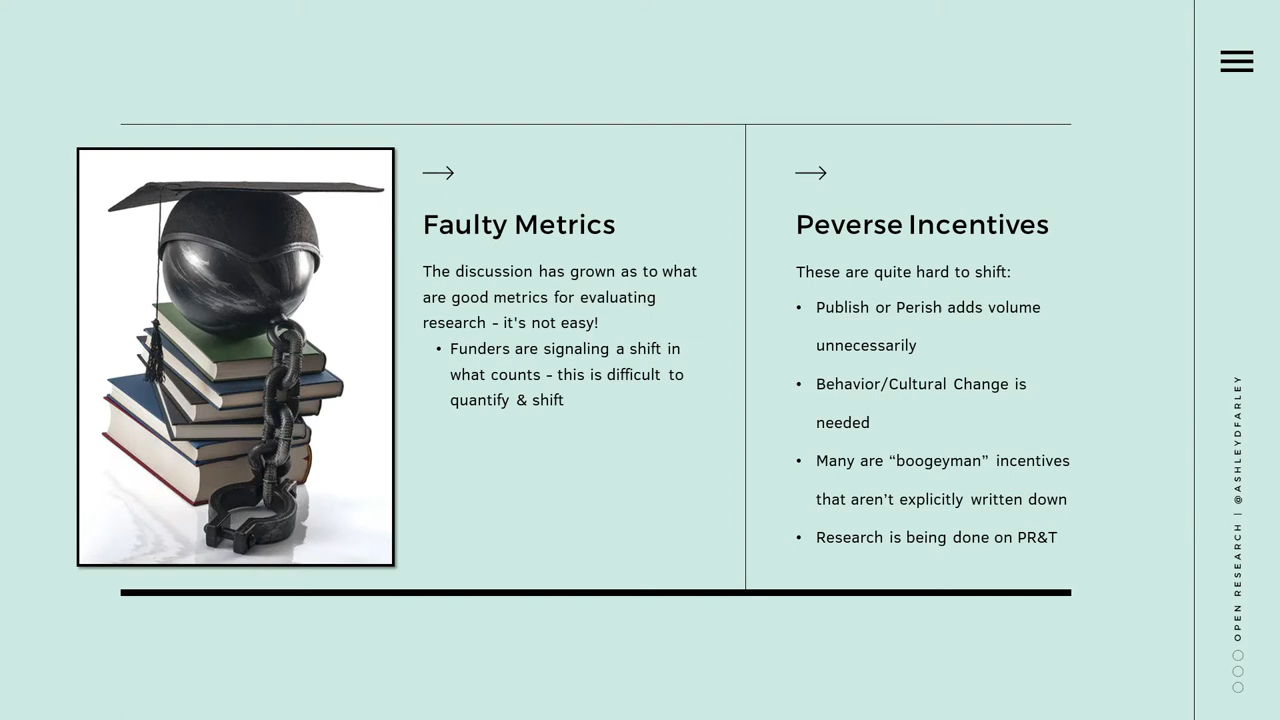 Faulty Metrics
The discussion has grown as to what
are good metrics for evaluating
research - it's not easy!
• Funders are signaling a shift in
what counts - this is difficult to
quantify & shift
Peverse Incentives
These are quite hard to shift:
• Publish or Perish adds volume
unnecessarily
• Behavior/Cultural Change is
needed
• Many are “boogeyman” incentives
that aren’t explicitly written down
• Research is being done on PR&T
OPEN RESEARCH | @ASHLEYDFARLEY